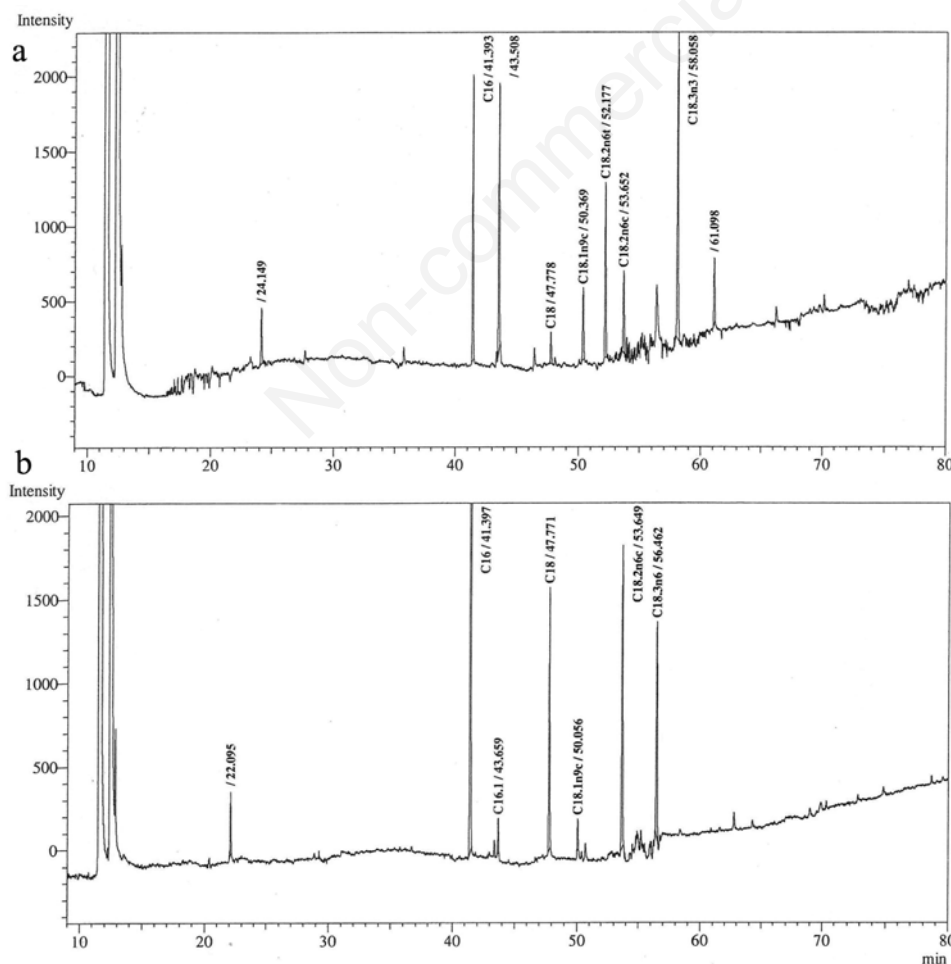 Intensity
a
2000
1500
1000
500
0
/ 24.149
C16 / 41.393
/ 43.508
C18 / 47.778
C18.1n9c / 50.369
C18.2n6t / 52.177
C18.2n6c / 53.652
C18.3n3 / 58.058
/ 61.098
10 20 30 40 50 60 70 80
b
Intensity
2000
1500
1000
500
0
/ 22.095
C16 / 41.397
C16.1 / 43.659
C18 / 47.771
C18.1n9c / 50.056
C18.2n6c / 53.649
C18.3n6 / 56.462
10 20 30 40 50 60 70 80
min
Non-commercial